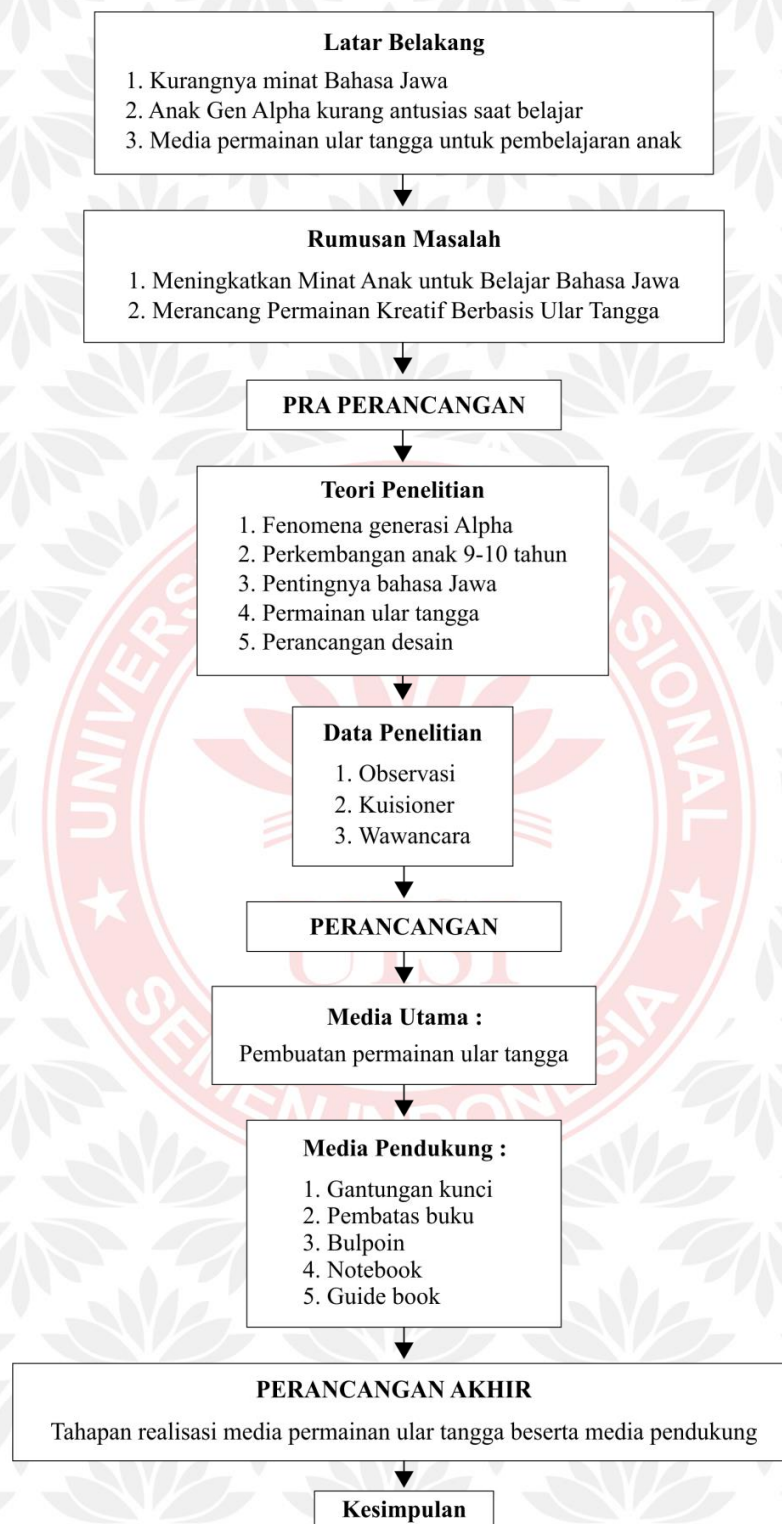 Latar Belakang
1. Kurangnya minat Bahasa Jawa
2. Anak Gen Alpha kurang antusias saat belajar
3. Media permainan ular tangga untuk pembelajaran anak
Rumusan Masalah
1. Meningkatkan Minat Anak untuk Belajar Bahasa Jawa
2. Merancang Permainan Kreatif Berbasis Ular Tangga
PRA PERANCANGAN
Teori Penelitian
1. Fenomena generasi Alpha
2. Perkembangan anak 9-10 tahun
3. Pentingnya bahasa Jawa
4. Permainan ular tangga
5. Perancangan desain
UNIVERS
ASIONAL
Data Penelitian
1. Observasi
2. Kuisioner
3. Wawancara
PERANCANGAN
UISI
Media Utama :
Pembuatan permainan ular tangga
SEMEN INDONESIA
Media Pendukung :
1. Gantungan kunci
2. Pembatas buku
3. Bulpoin
4. Notebook
5. Guide book
PERANCANGAN AKHIR
Tahapan realisasi media permainan ular tangga beserta media pendukung
Kesimpulan